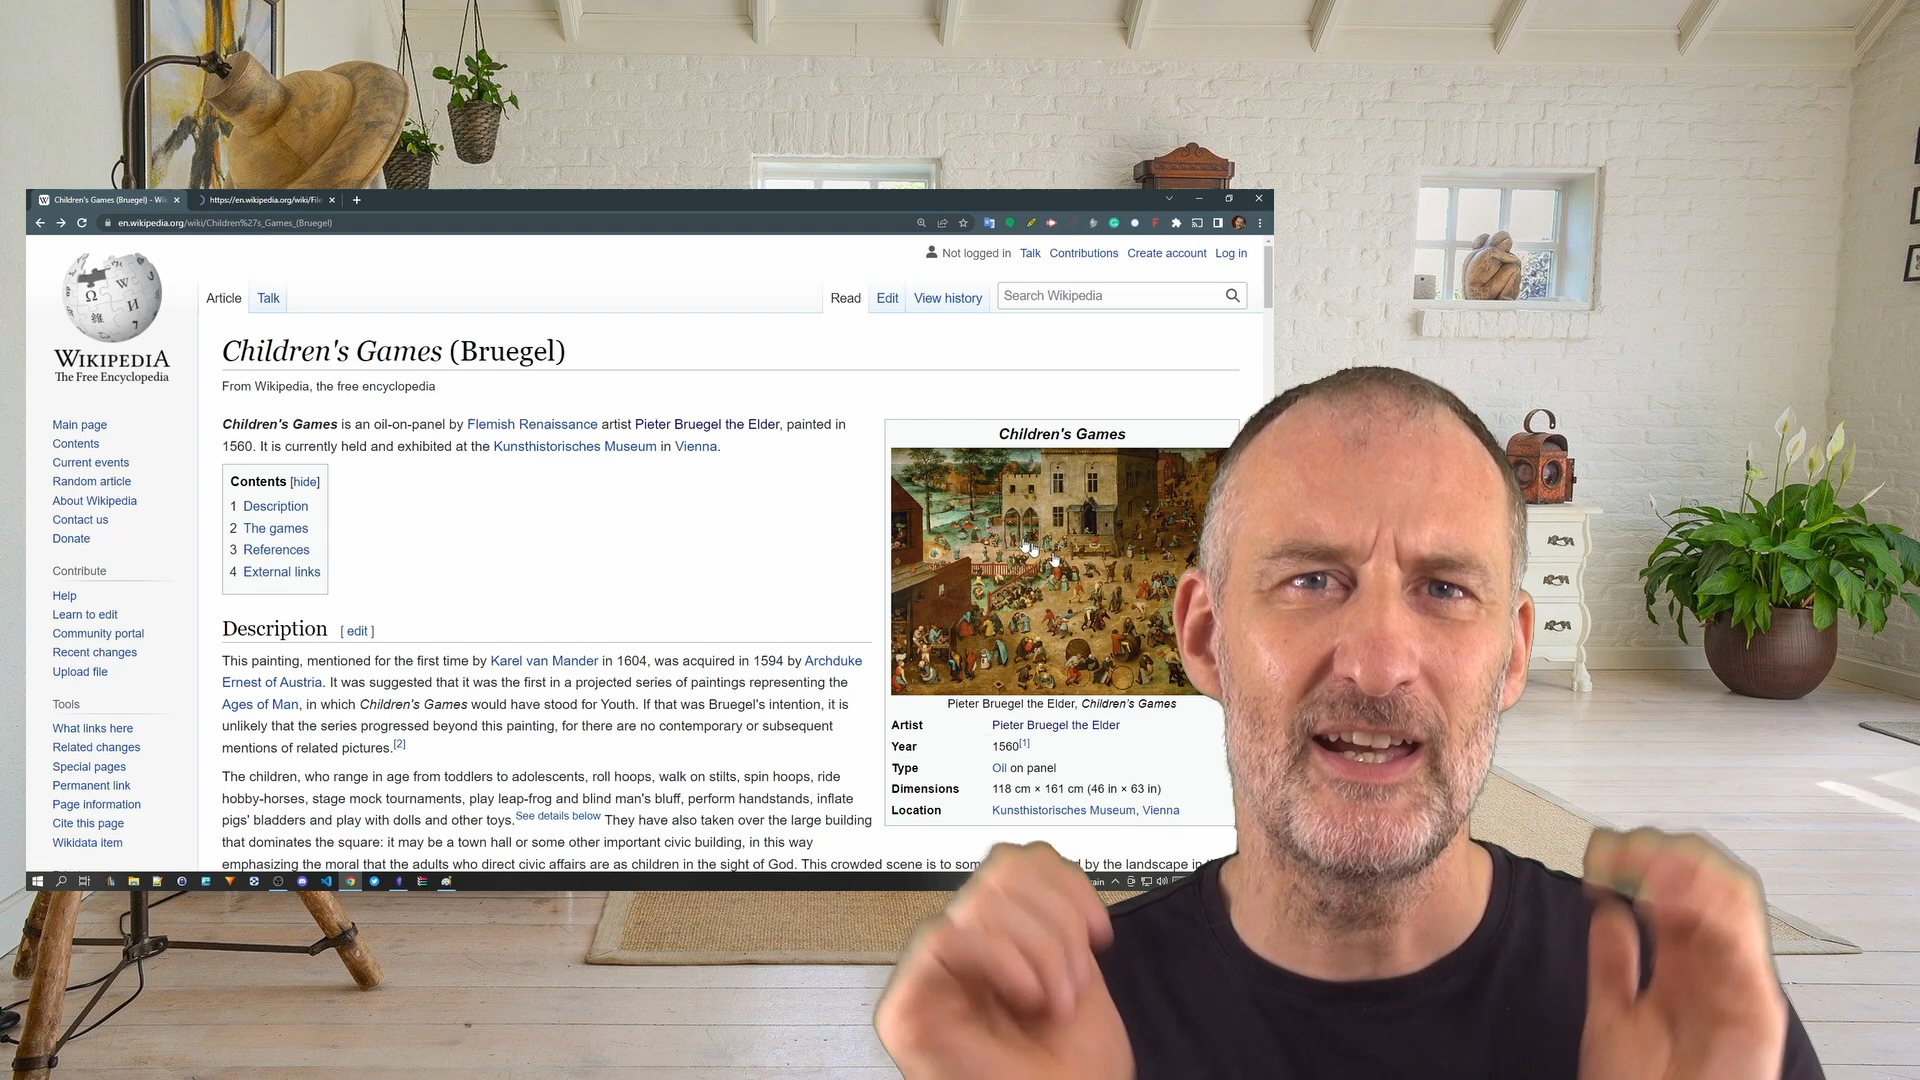 Children's Games (Bruegel) - Wik
https://en.wikipedia.org/wiki/File
en.wikipedia.org/wiki/Children%27s_Games_(Bruegel)
Not logged in Talk Contributions Create account Log in
Article Talk Read Edit View history Search Wikipedia
WIKIPEDIA
The Free Encyclopedia
Main page
Contents
Current events
Random article
About Wikipedia
Contact us
Donate
Contribute
Help
Learn to edit
Community portal
Recent changes
Upload file
Tools
What links here
Related changes
Special pages
Permanent link
Page information
Cite this page
Wikidata item
Children's Games (Bruegel)
From Wikipedia, the free encyclopedia
Children's Games is an oil-on-panel by Flemish Renaissance artist Pieter Bruegel the Elder, painted in
1560. It is currently held and exhibited at the Kunsthistorisches Museum in Vienna.
Contents [hide]
1 Description
2 The games
3 References
4 External links
Description [ edit ]
This painting, mentioned for the first time by Karel van Mander in 1604, was acquired in 1594 by Archduke
Ernest of Austria. It was suggested that it was the first in a projected series of paintings representing the
Ages of Man, in which Children's Games would have stood for Youth. If that was Bruegel's intention, it is
unlikely that the series progressed beyond this painting, for there are no contemporary or subsequent
mentions of related pictures.[2]
The children, who range in age from toddlers to adolescents, roll hoops, walk on stilts, spin hoops, ride
hobby-horses, stage mock tournaments, play leap-frog and blind man's bluff, perform handstands, inflate
pigs' bladders and play with dolls and other toys.See details below They have also taken over the large building
that dominates the square: it may be a town hall or some other important civic building, in this way
emphasizing the moral that the adults who direct civic affairs are as children in the sight of God. This crowded scene is to som d by the landscape in
Children's Games
Pieter Bruegel the Elder, Children's Games
Artist Pieter Bruegel the Elder
Year 1560[1]
Type Oil on panel
Dimensions 118 cm × 161 cm (46 in × 63 in)
Location Kunsthistorisches Museum, Vienna